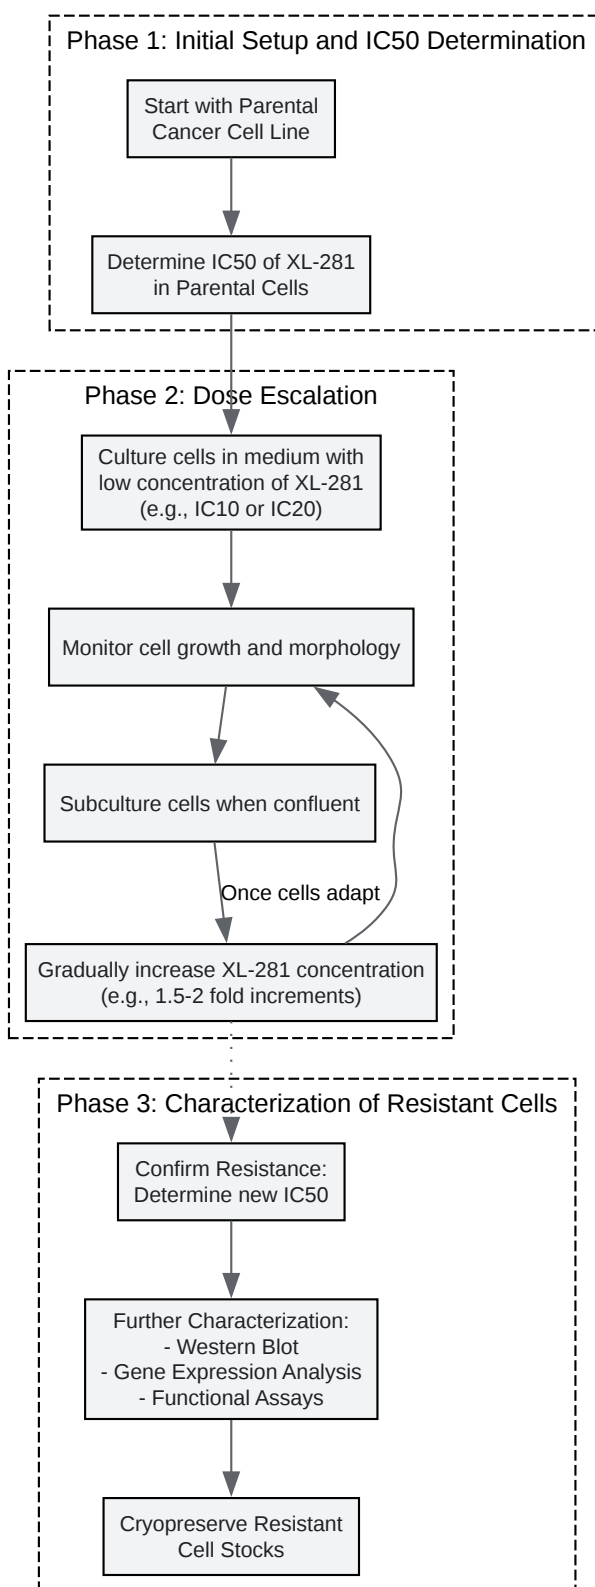 Phase 1: Initial Setup and IC50 Determination
Start with Parental
Cancer Cell Line
Determine IC50 of XL-281
in Parental Cells
Phase 2: Dose Escalation
Culture cells in medium with
low concentration of XL-281
(e.g., IC10 or IC20)
Monitor cell growth and morphology
Subculture cells when confluent
Once cells adapt
Gradually increase XL-281 concentration
(e.g., 1.5-2 fold increments)
Phase 3: Characterization of Resistant Cells
Confirm Resistance:
Determine new IC50
Further Characterization:
- Western Blot
- Gene Expression Analysis
- Functional Assays
Cryopreserve Resistant
Cell Stocks